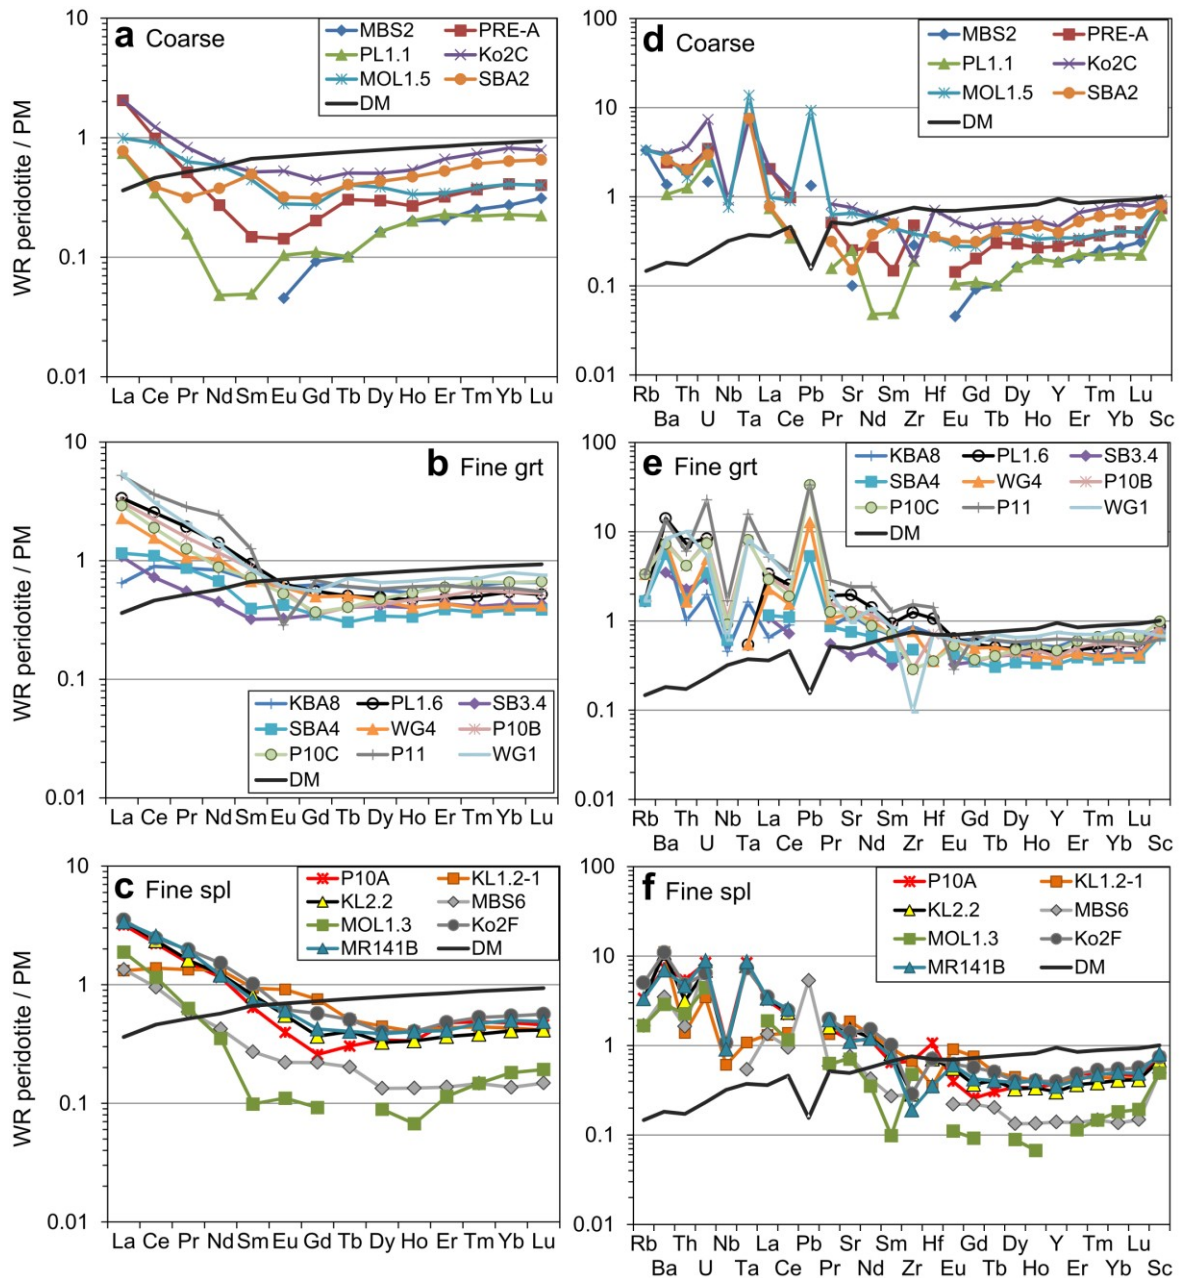 a Coarse
MBS2 PRE-A
PL1.1 Ko2C
MOL1.5 SBA2
DM
WR peridotite / PM
10
1
0.1
0.01
La Ce Pr Nd Sm Eu Gd Tb Dy Ho Er Tm Yb Lu
d Coarse
MBS2 PRE-A
PL1.1 Ko2C
MOL1.5 SBA2
DM
100
10
1
0.1
0.01
Rb Th Nb La Pb Sr Sm Hf Gd Dy Y Tm Lu
Ba U Ta Ce Pr Nd Zr Eu Tb Ho Er Yb Sc
b Fine grt
KBA8 PL1.6 SB3.4
SBA4 WG4 P10B
P10C P11 WG1
DM
WR peridotite / PM
10
1
0.1
0.01
La Ce Pr Nd Sm Eu Gd Tb Dy Ho Er Tm Yb Lu
e Fine grt
KBA8 PL1.6 SB3.4
SBA4 WG4 P10B
P10C P11 WG1
DM
100
10
1
0.1
0.01
Rb Th Nb La Pb Sr Sm Hf Gd Dy Y Tm Lu
Ba U Ta Ce Pr Nd Zr Eu Tb Ho Er Yb Sc
c Fine spl
P10A KL1.2-1
KL2.2 MBS6
MOL1.3 Ko2F
MR141B DM
WR peridotite / PM
10
1
0.1
0.01
La Ce Pr Nd Sm Eu Gd Tb Dy Ho Er Tm Yb Lu
f Fine spl
P10A KL1.2-1
KL2.2 MBS6
MOL1.3 Ko2F
MR141B DM
100
10
1
0.1
0.01
Rb Th Nb La Pb Sr Sm Hf Gd Dy Y Tm Lu
Ba U Ta Ce Pr Nd Zr Eu Tb Ho Er Yb Sc